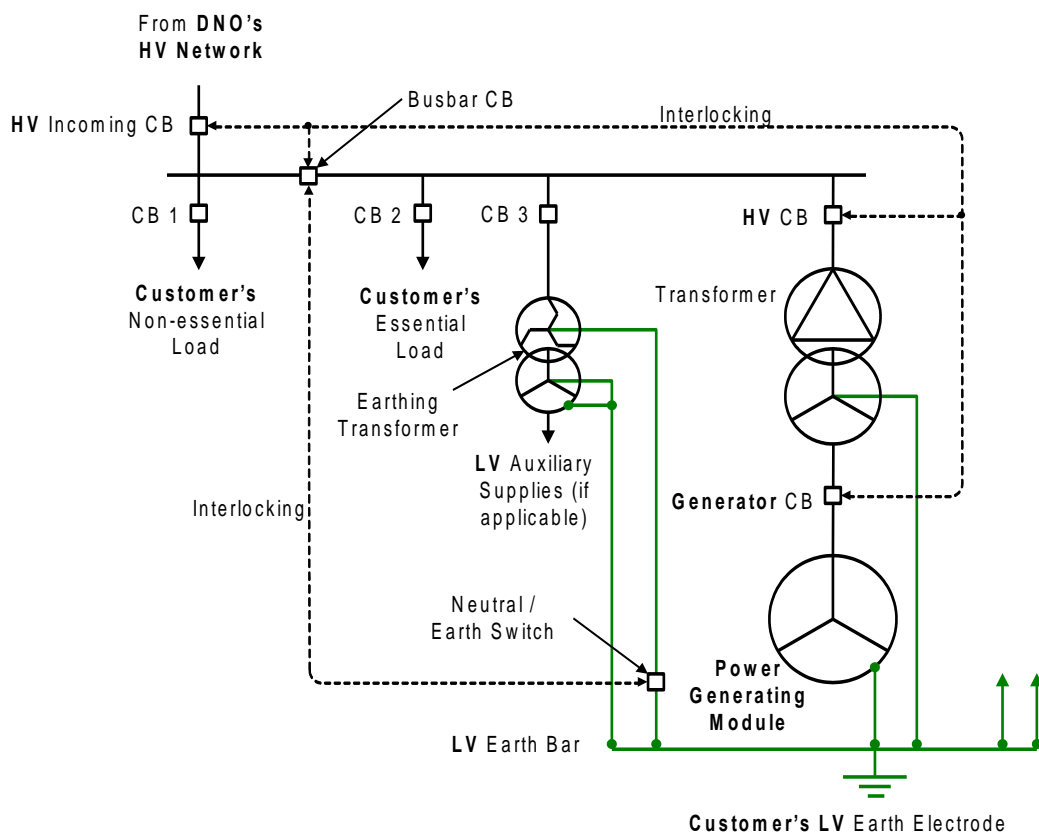 From DNO's
HV Network
Busbar CB
HV Incoming CB
Interlocking
CB 1
CB 2
CB 3
HV CB
Customer's
Non-essential
Load
Customer's
Essential
Load
Transformer
Earthing
Transformer
LV Auxiliary
Supplies (if
applicable)
Interlocking
Generator CB
Neutral /
Earth Switch
Power
Generating
Module
LV Earth Bar
Customer's LV Earth Electrode